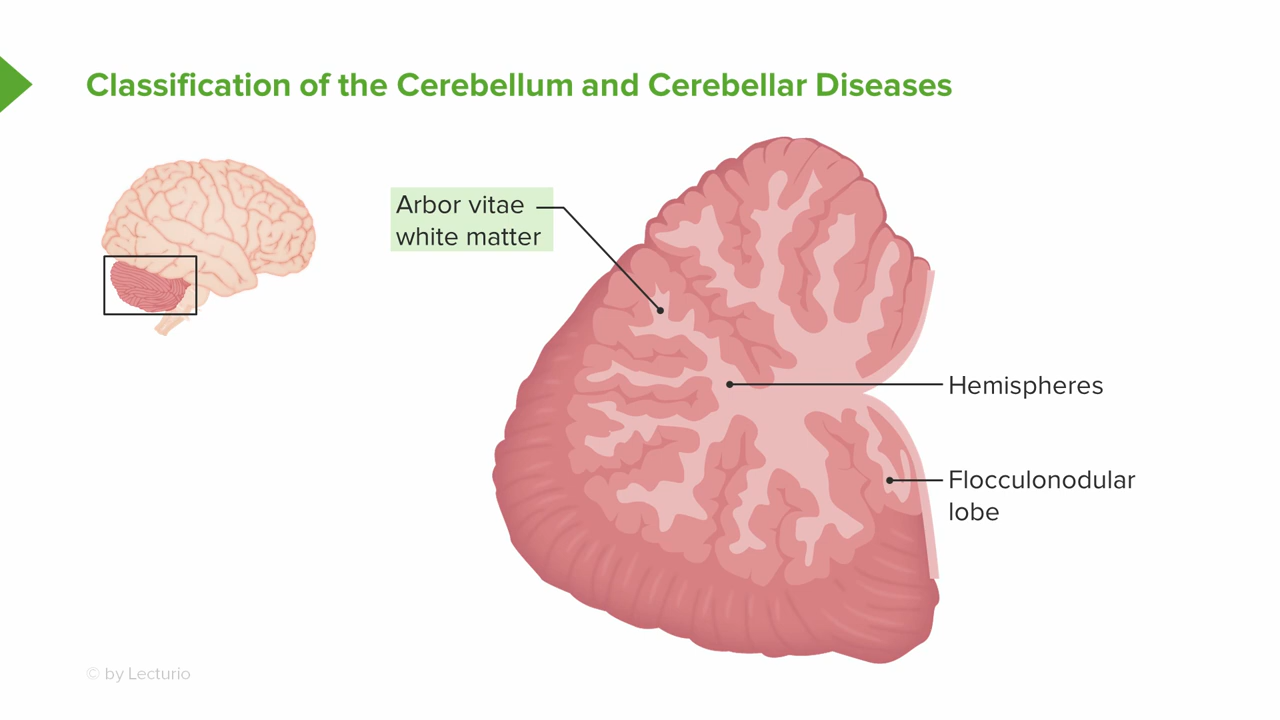 Classification of the Cerebellum and Cerebellar Diseases
Arbor vitae
white matter
Hemispheres
Flocculonodular
lobe
© by Lecturio